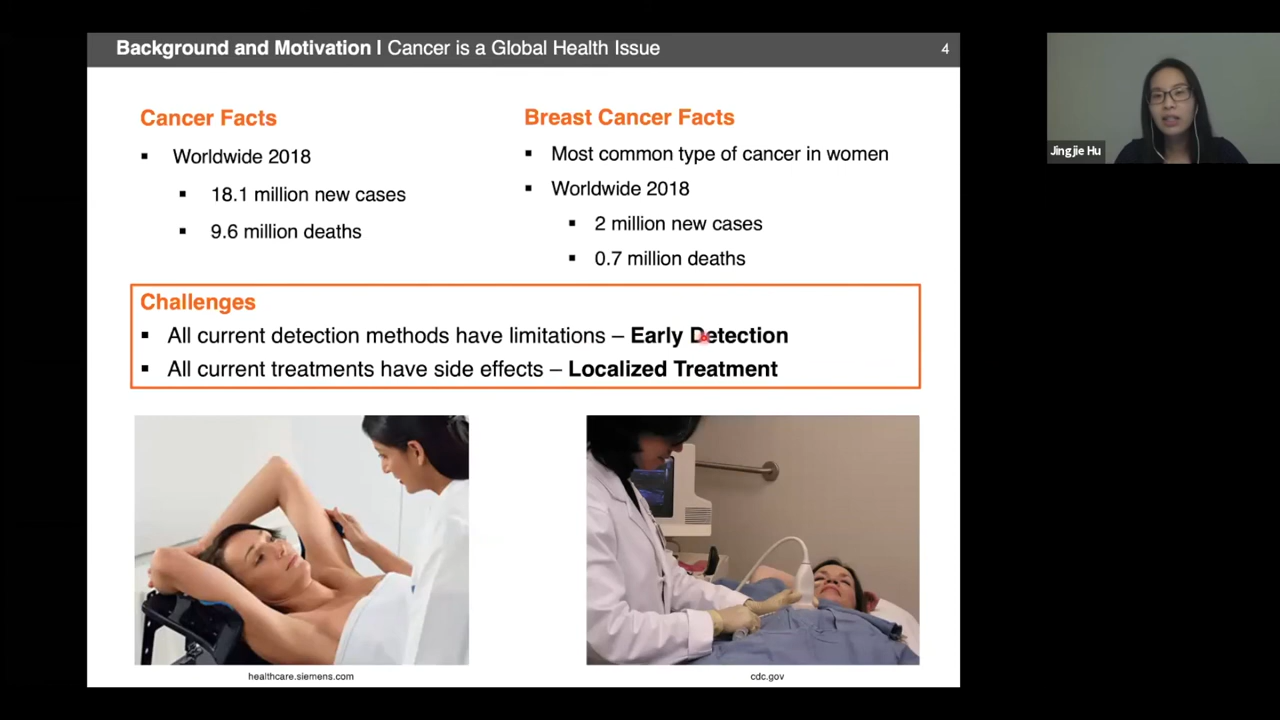 Background and Motivation I Cancer is a Global Health Issue
4
Cancer Facts
Worldwide 2018
18.1 million new cases
9.6 million deaths
Breast Cancer Facts
Most common type of cancer in women
Worldwide 2018
2 million new cases
0.7 million deaths
Challenges
All current detection methods have limitations – Early Detection
All current treatments have side effects – Localized Treatment
healthcare.siemens.com
cdc.gov
Jingjie Hu